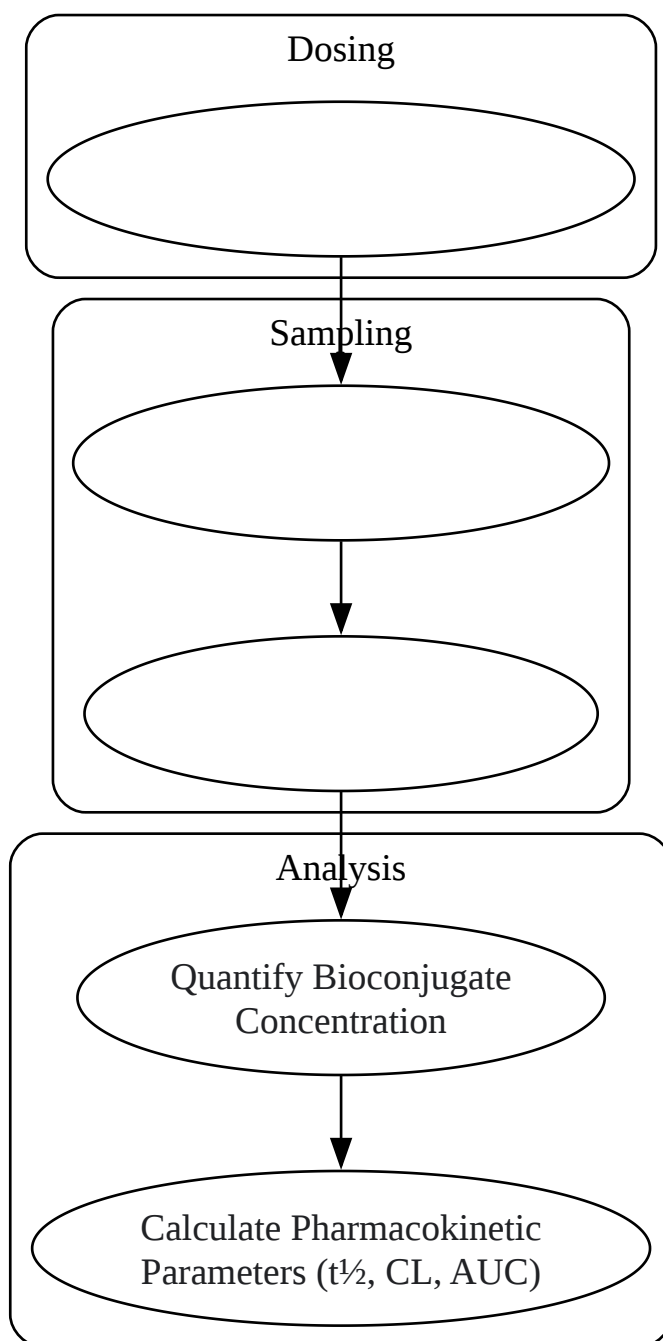 Dosing
Sampling
Analysis
Quantify Bioconjugate
Concentration
Calculate Pharmacokinetic
Parameters (t½, CL, AUC)